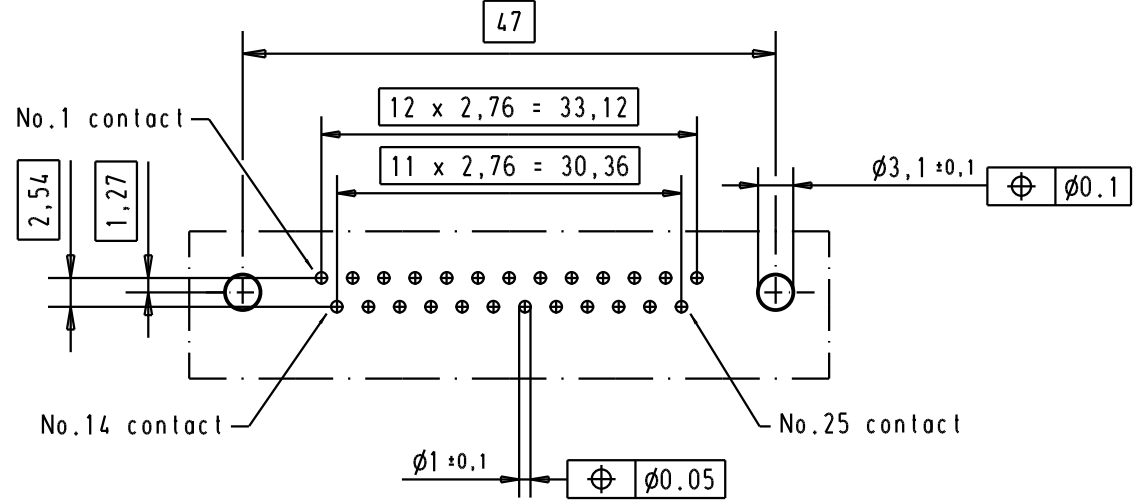 47
12 x 2,76 = 33,12
No.1 contact
11 x 2,76 = 30,36
2,54
1,27
Ø3,1 ±0,1
⌖ Ø0.1
No.14 contact
No.25 contact
Ø1 ±0,1
⌖ Ø0.05